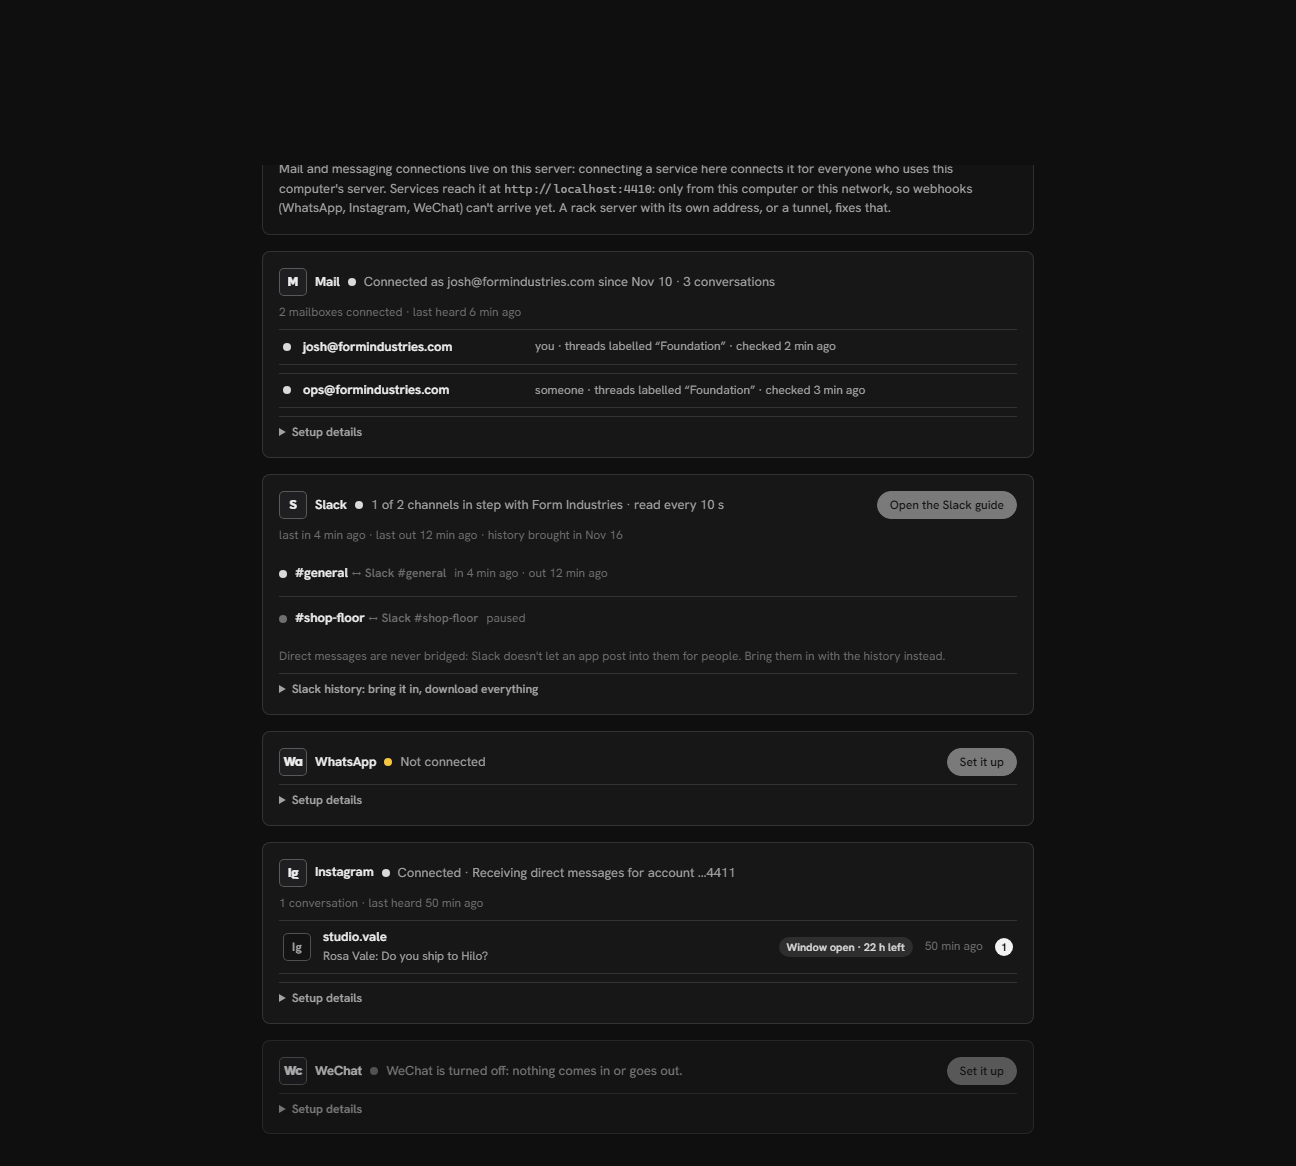 Mail and messaging connections live on this server: connecting a service here connects it for everyone who uses this
computer's server. Services reach it at http://localhost:4410: only from this computer or this network, so webhooks
(WhatsApp, Instagram, WeChat) can't arrive yet. A rack server with its own address, or a tunnel, fixes that.
M Mail Connected as josh@formindustries.com since Nov 10 · 3 conversations
2 mailboxes connected · last heard 6 min ago
josh@formindustries.com you · threads labelled “Foundation” · checked 2 min ago
ops@formindustries.com someone · threads labelled “Foundation” · checked 3 min ago
Setup details
S Slack 1 of 2 channels in step with Form Industries · read every 10 s Open the Slack guide
last in 4 min ago · last out 12 min ago · history brought in Nov 16
#general ↔ Slack #general in 4 min ago · out 12 min ago
#shop-floor ↔ Slack #shop-floor paused
Direct messages are never bridged: Slack doesn't let an app post into them for people. Bring them in with the history instead.
Slack history: bring it in, download everything
Wa WhatsApp Not connected Set it up
Setup details
Ig Instagram Connected · Receiving direct messages for account …4411
1 conversation · last heard 50 min ago
Ig studio.vale
Rosa Vale: Do you ship to Hilo? Window open · 22 h left 50 min ago 1
Setup details
Wc WeChat WeChat is turned off: nothing comes in or goes out. Set it up
Setup details